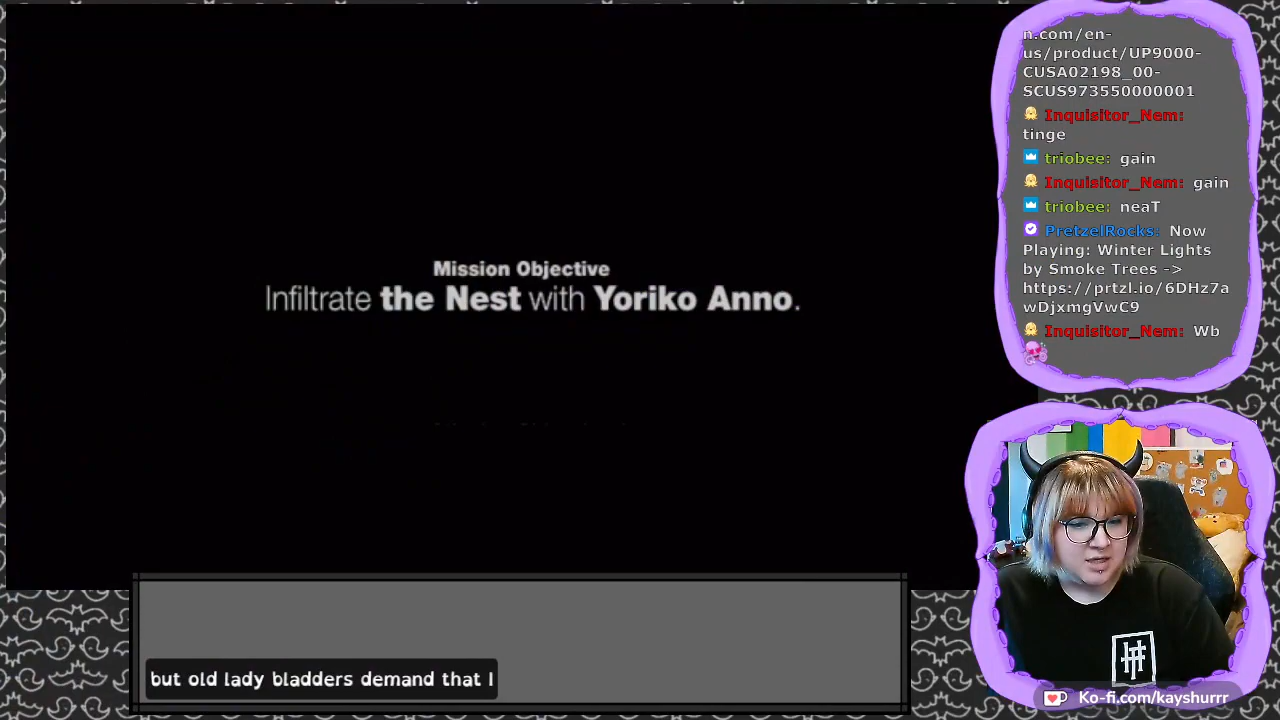 Mission Objective
Infiltrate the Nest with Yoriko Anno.
but old lady bladders demand that I
n.com/en-
us/product/UP9000-
CUSA02198_00-
SCUS973550000001
Inquisitor_Nem:
tinge
triobee: gain
Inquisitor_Nem: gain
triobee: neaT
PretzelRocks: Now
Playing: Winter Lights
by Smoke Trees ->
https://prtzl.io/6DHz7a
wDjxmgVwC9
Inquisitor_Nem: Wb
Ko-fi.com/kayshurrr